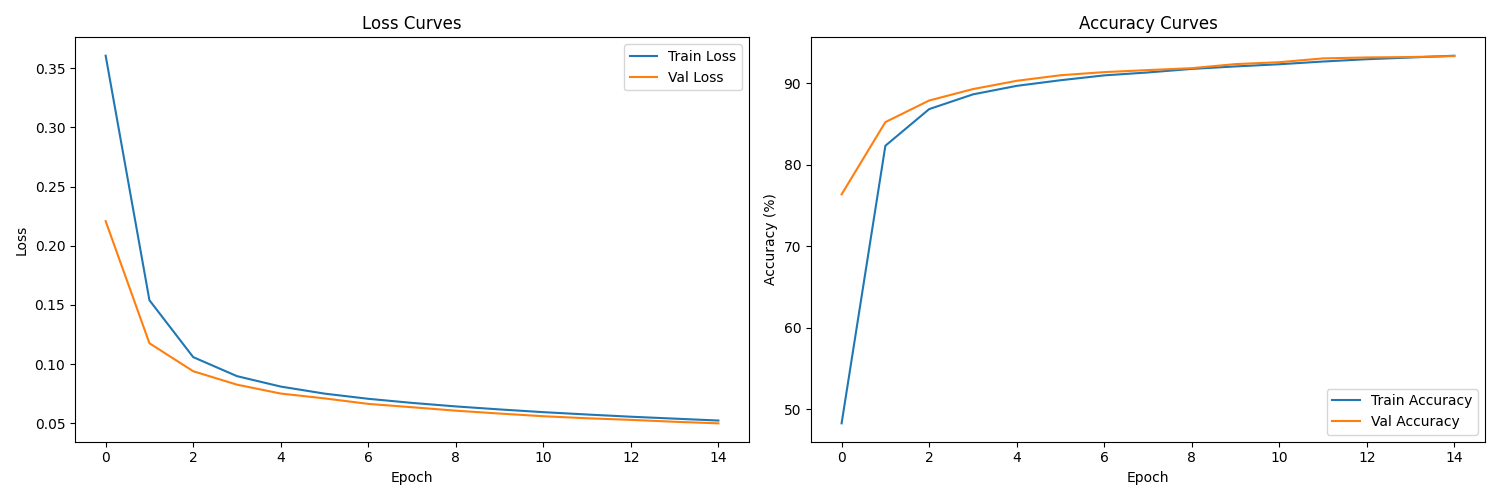 Loss Curves
Train Loss
Val Loss
0.35
0.30
0.25
0.20
0.15
0.10
0.05
Loss
0 2 4 6 8 10 12 14
Epoch
Accuracy Curves
90
80
70
60
50
Accuracy (%)
Train Accuracy
Val Accuracy
0 2 4 6 8 10 12 14
Epoch